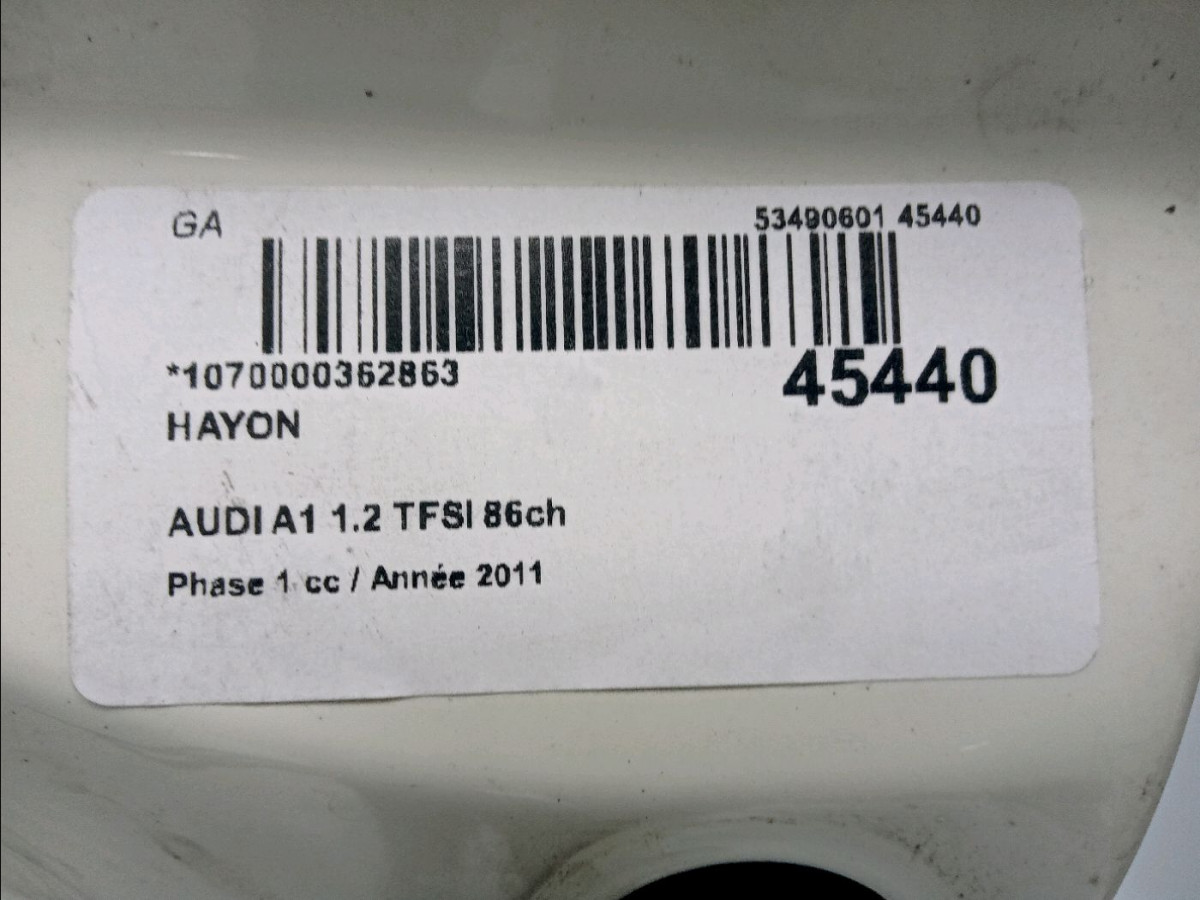 GA
53490601 45440
*1070000362863
45440
HAYON
AUDI A1 1.2 TFSI 86ch
Phase 1 cc / Année 2011